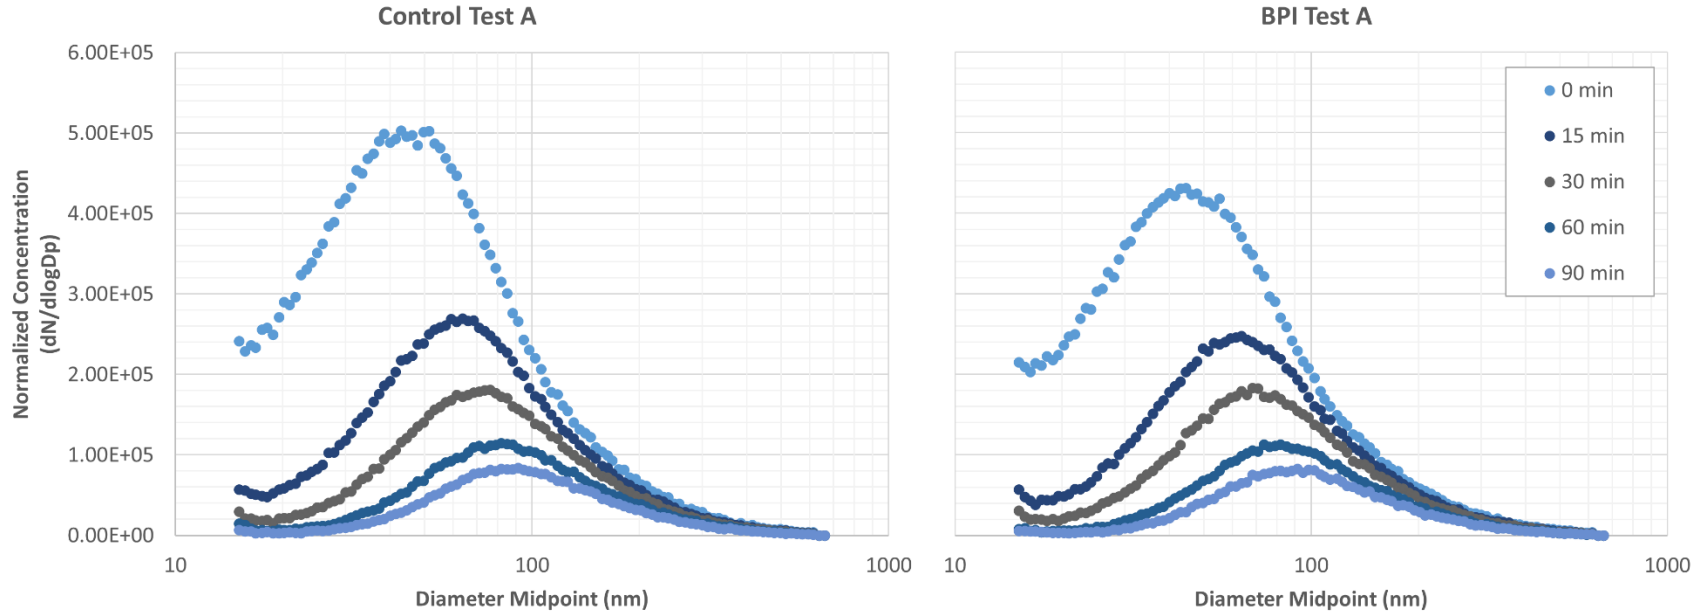 Control Test A
BPI Test A
Normalized Concentration
(dN/dlogDp)
6.00E+05
5.00E+05
4.00E+05
3.00E+05
2.00E+05
1.00E+05
0.00E+00
10
100
1000
Diameter Midpoint (nm)
0 min
15 min
30 min
60 min
90 min
10
100
1000
Diameter Midpoint (nm)